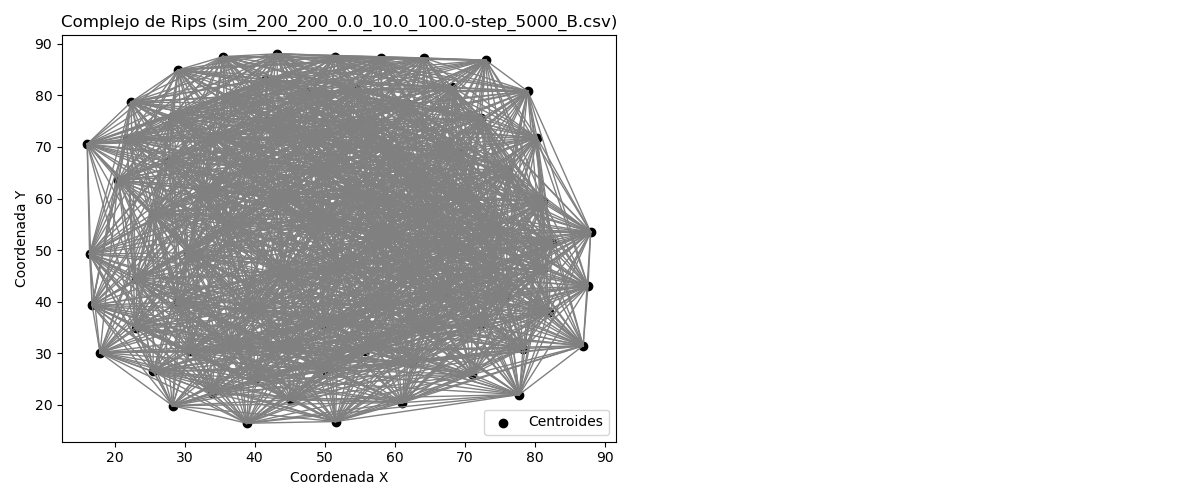 Complejo de Rips (sim_200_200_0.0_10.0_100.0-step_5000_B.csv)
90
80
70
60
50
40
30
20
Coordenada Y
Centroides
20 30 40 50 60 70 80 90
Coordenada X